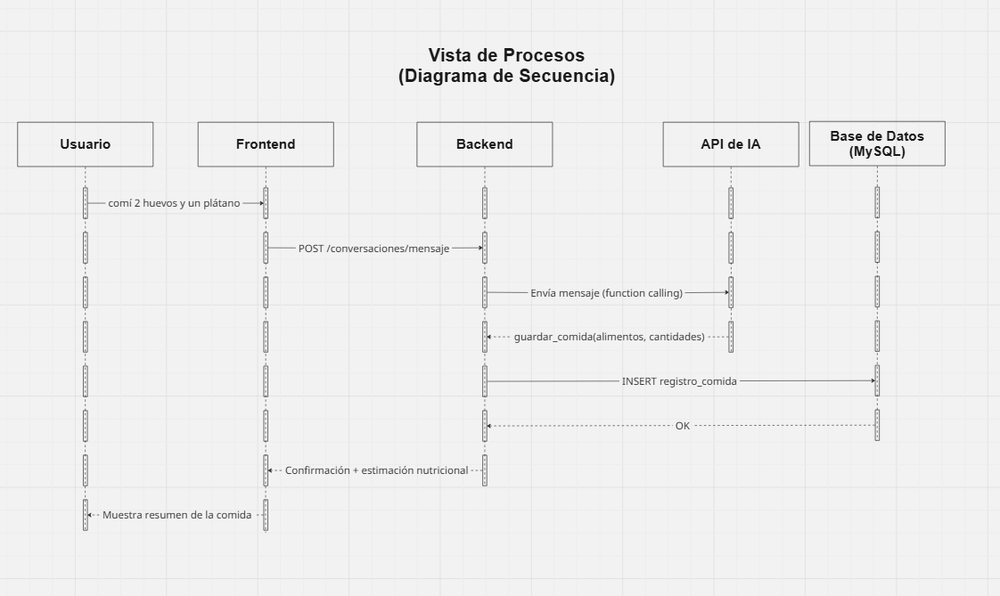 Vista de Procesos
(Diagrama de Secuencia)
Usuario
Frontend
Backend
API de IA
Base de Datos
(MySQL)
comí 2 huevos y un plátano
POST /conversaciones/mensaje
Envía mensaje (function calling)
guardar_comida(alimentos, cantidades)
INSERT registro_comida
OK
Confirmación + estimación nutricional
Muestra resumen de la comida